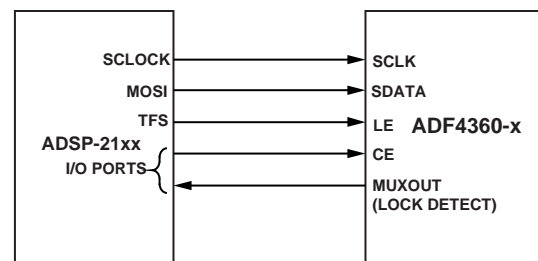 SCLOCK
MOSI
TFS
ADSP-21xx
I/O PORTS
SCLK
SDATA
LE
ADF4360-x
CE
MUXOUT
(LOCK DETECT)